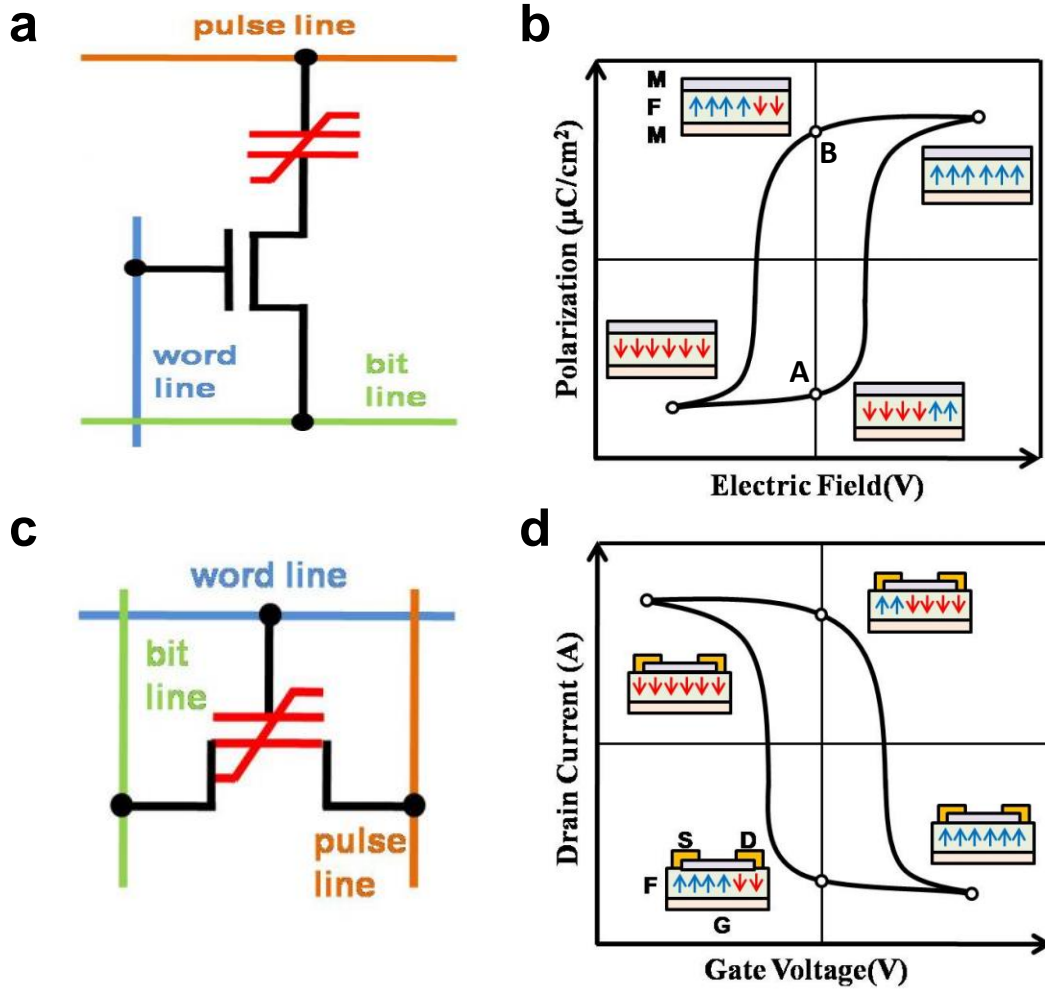 a
pulse line
word
line
bit
line
b
M
F
M
B
A
Polarization (μC/cm²)
Electric Field(V)
c
word line
bit
line
pulse
line
d
S
D
F
G
Drain Current (A)
Gate Voltage(V)